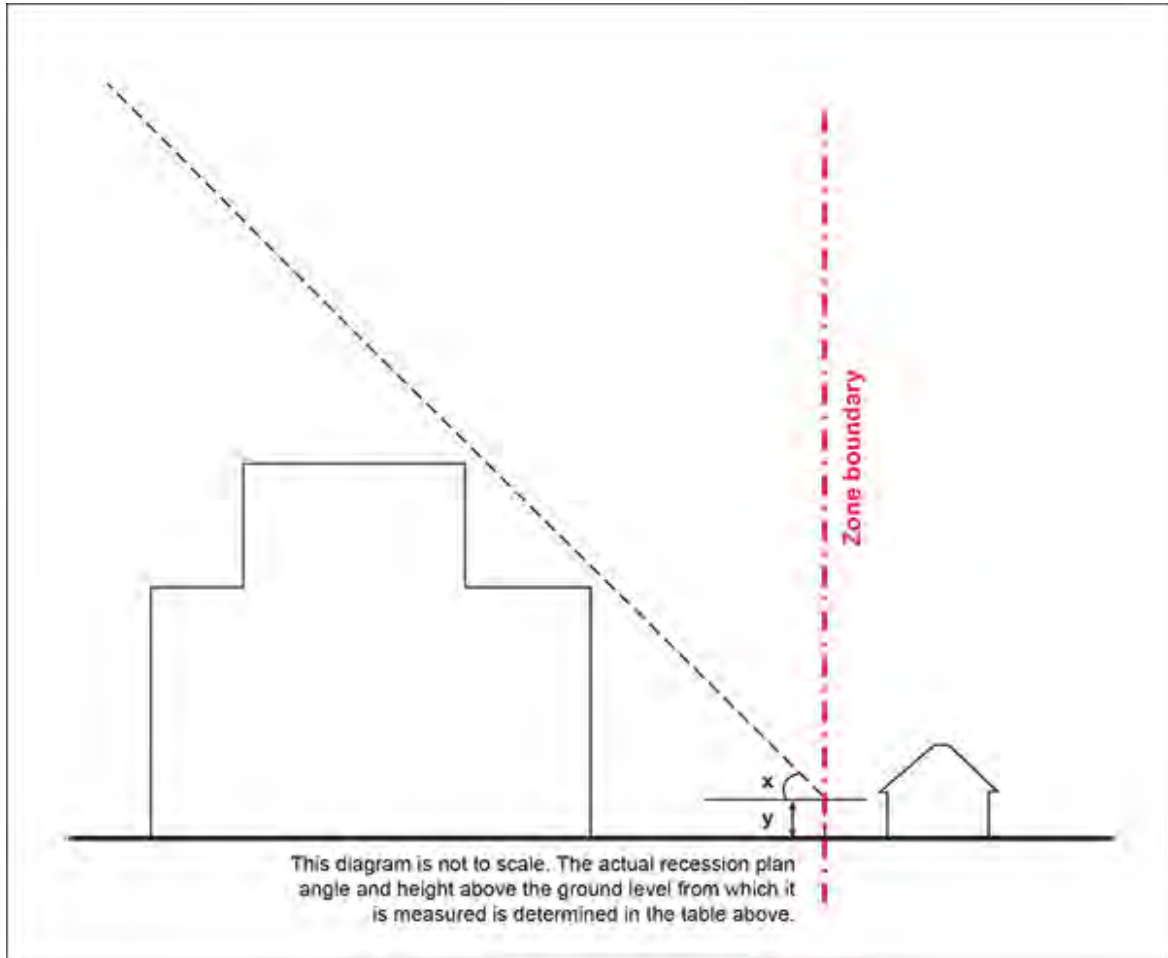 Zone boundary
x
y
This diagram is not to scale. The actual recession plan
angle and height above the ground level from which it
is measured is determined in the table above.